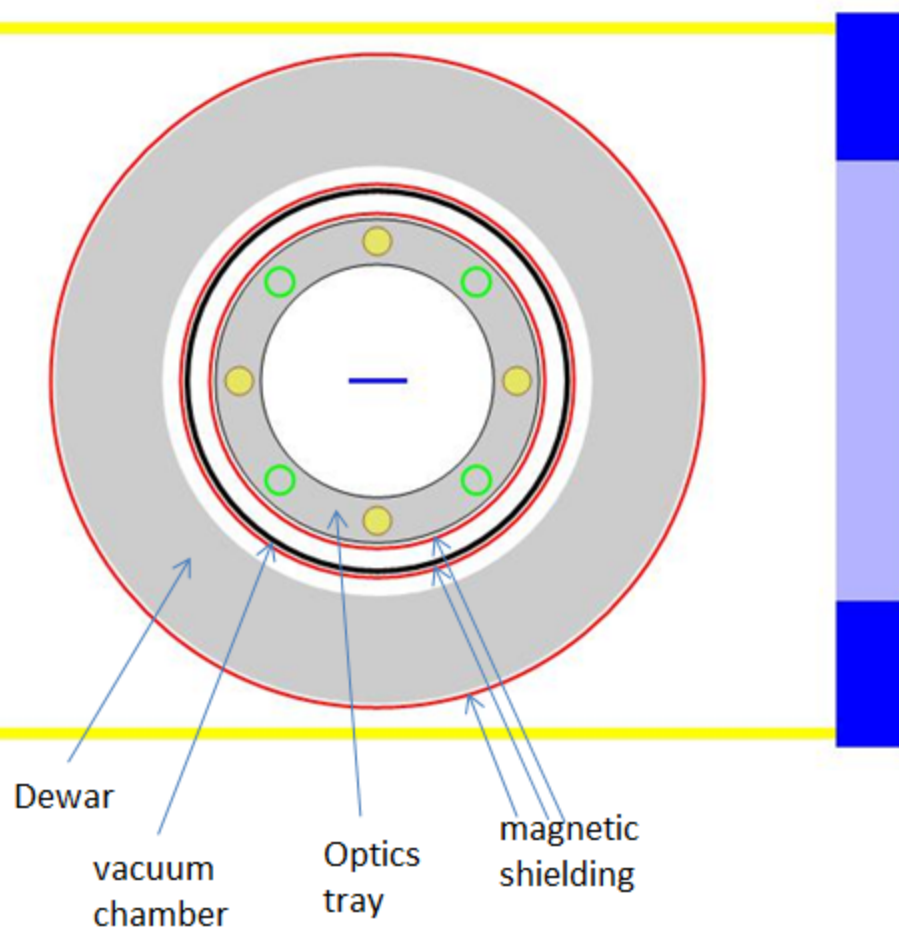 Dewar
vacuum
chamber
Optics
tray
magnetic
shielding